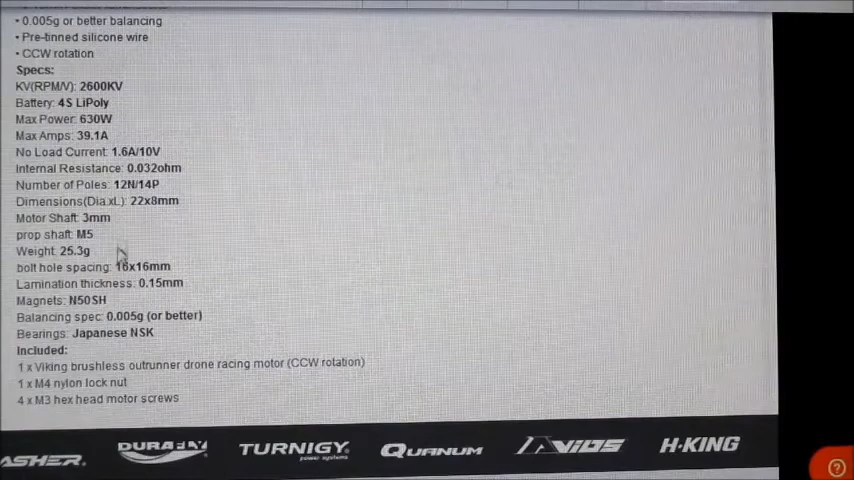 • 0.005g or better balancing
• Pre-tinned silicone wire
• CCW rotation
Specs:
KV(RPM/V): 2600KV
Battery: 4S LiPoly
Max Power: 630W
Max Amps: 39.1A
No Load Current: 1.6A/10V
Internal Resistance: 0.032ohm
Number of Poles: 12N/14P
Dimensions(Dia.xL): 22x8mm
Motor Shaft: 3mm
prop shaft: M5
Weight: 25.3g
bolt hole spacing: 16x16mm
Lamination thickness: 0.15mm
Magnets: N50SH
Balancing spec: 0.005g (or better)
Bearings: Japanese NSK
Included:
1 x Viking brushless outrunner drone racing motor (CCW rotation)
1 x M4 nylon lock nut
4 x M3 hex head motor screws
ASHER. DURAFLY TURNIGY power systems QUANUM AVIOS H-KING
?